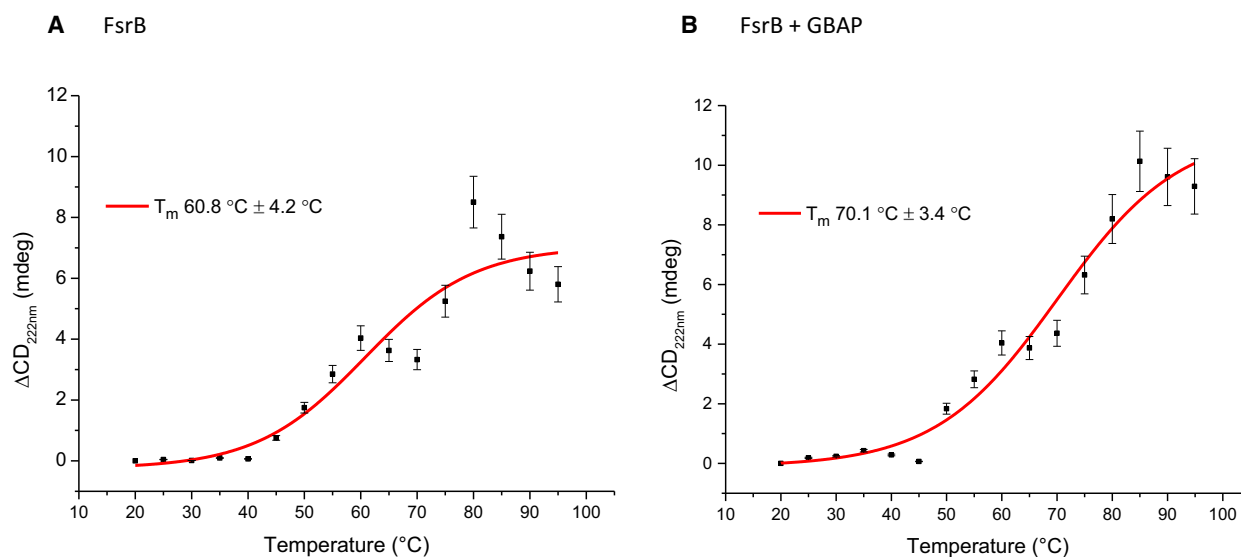 A FsrB
12
10
8
6
4
2
0
ΔCD222nm (mdeg)
Tm 60.8 °C ± 4.2 °C
10 20 30 40 50 60 70 80 90 100
Temperature (°C)
B FsrB + GBAP
12
10
8
6
4
2
0
ΔCD222nm (mdeg)
Tm 70.1 °C ± 3.4 °C
10 20 30 40 50 60 70 80 90 100
Temperature (°C)